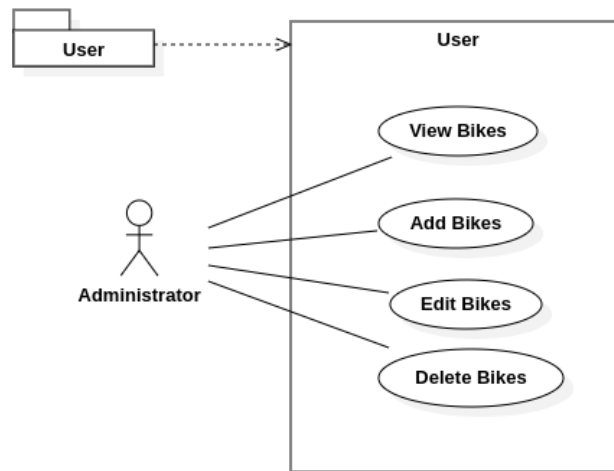 User
User
View Bikes
Add Bikes
Administrator
Edit Bikes
Delete Bikes